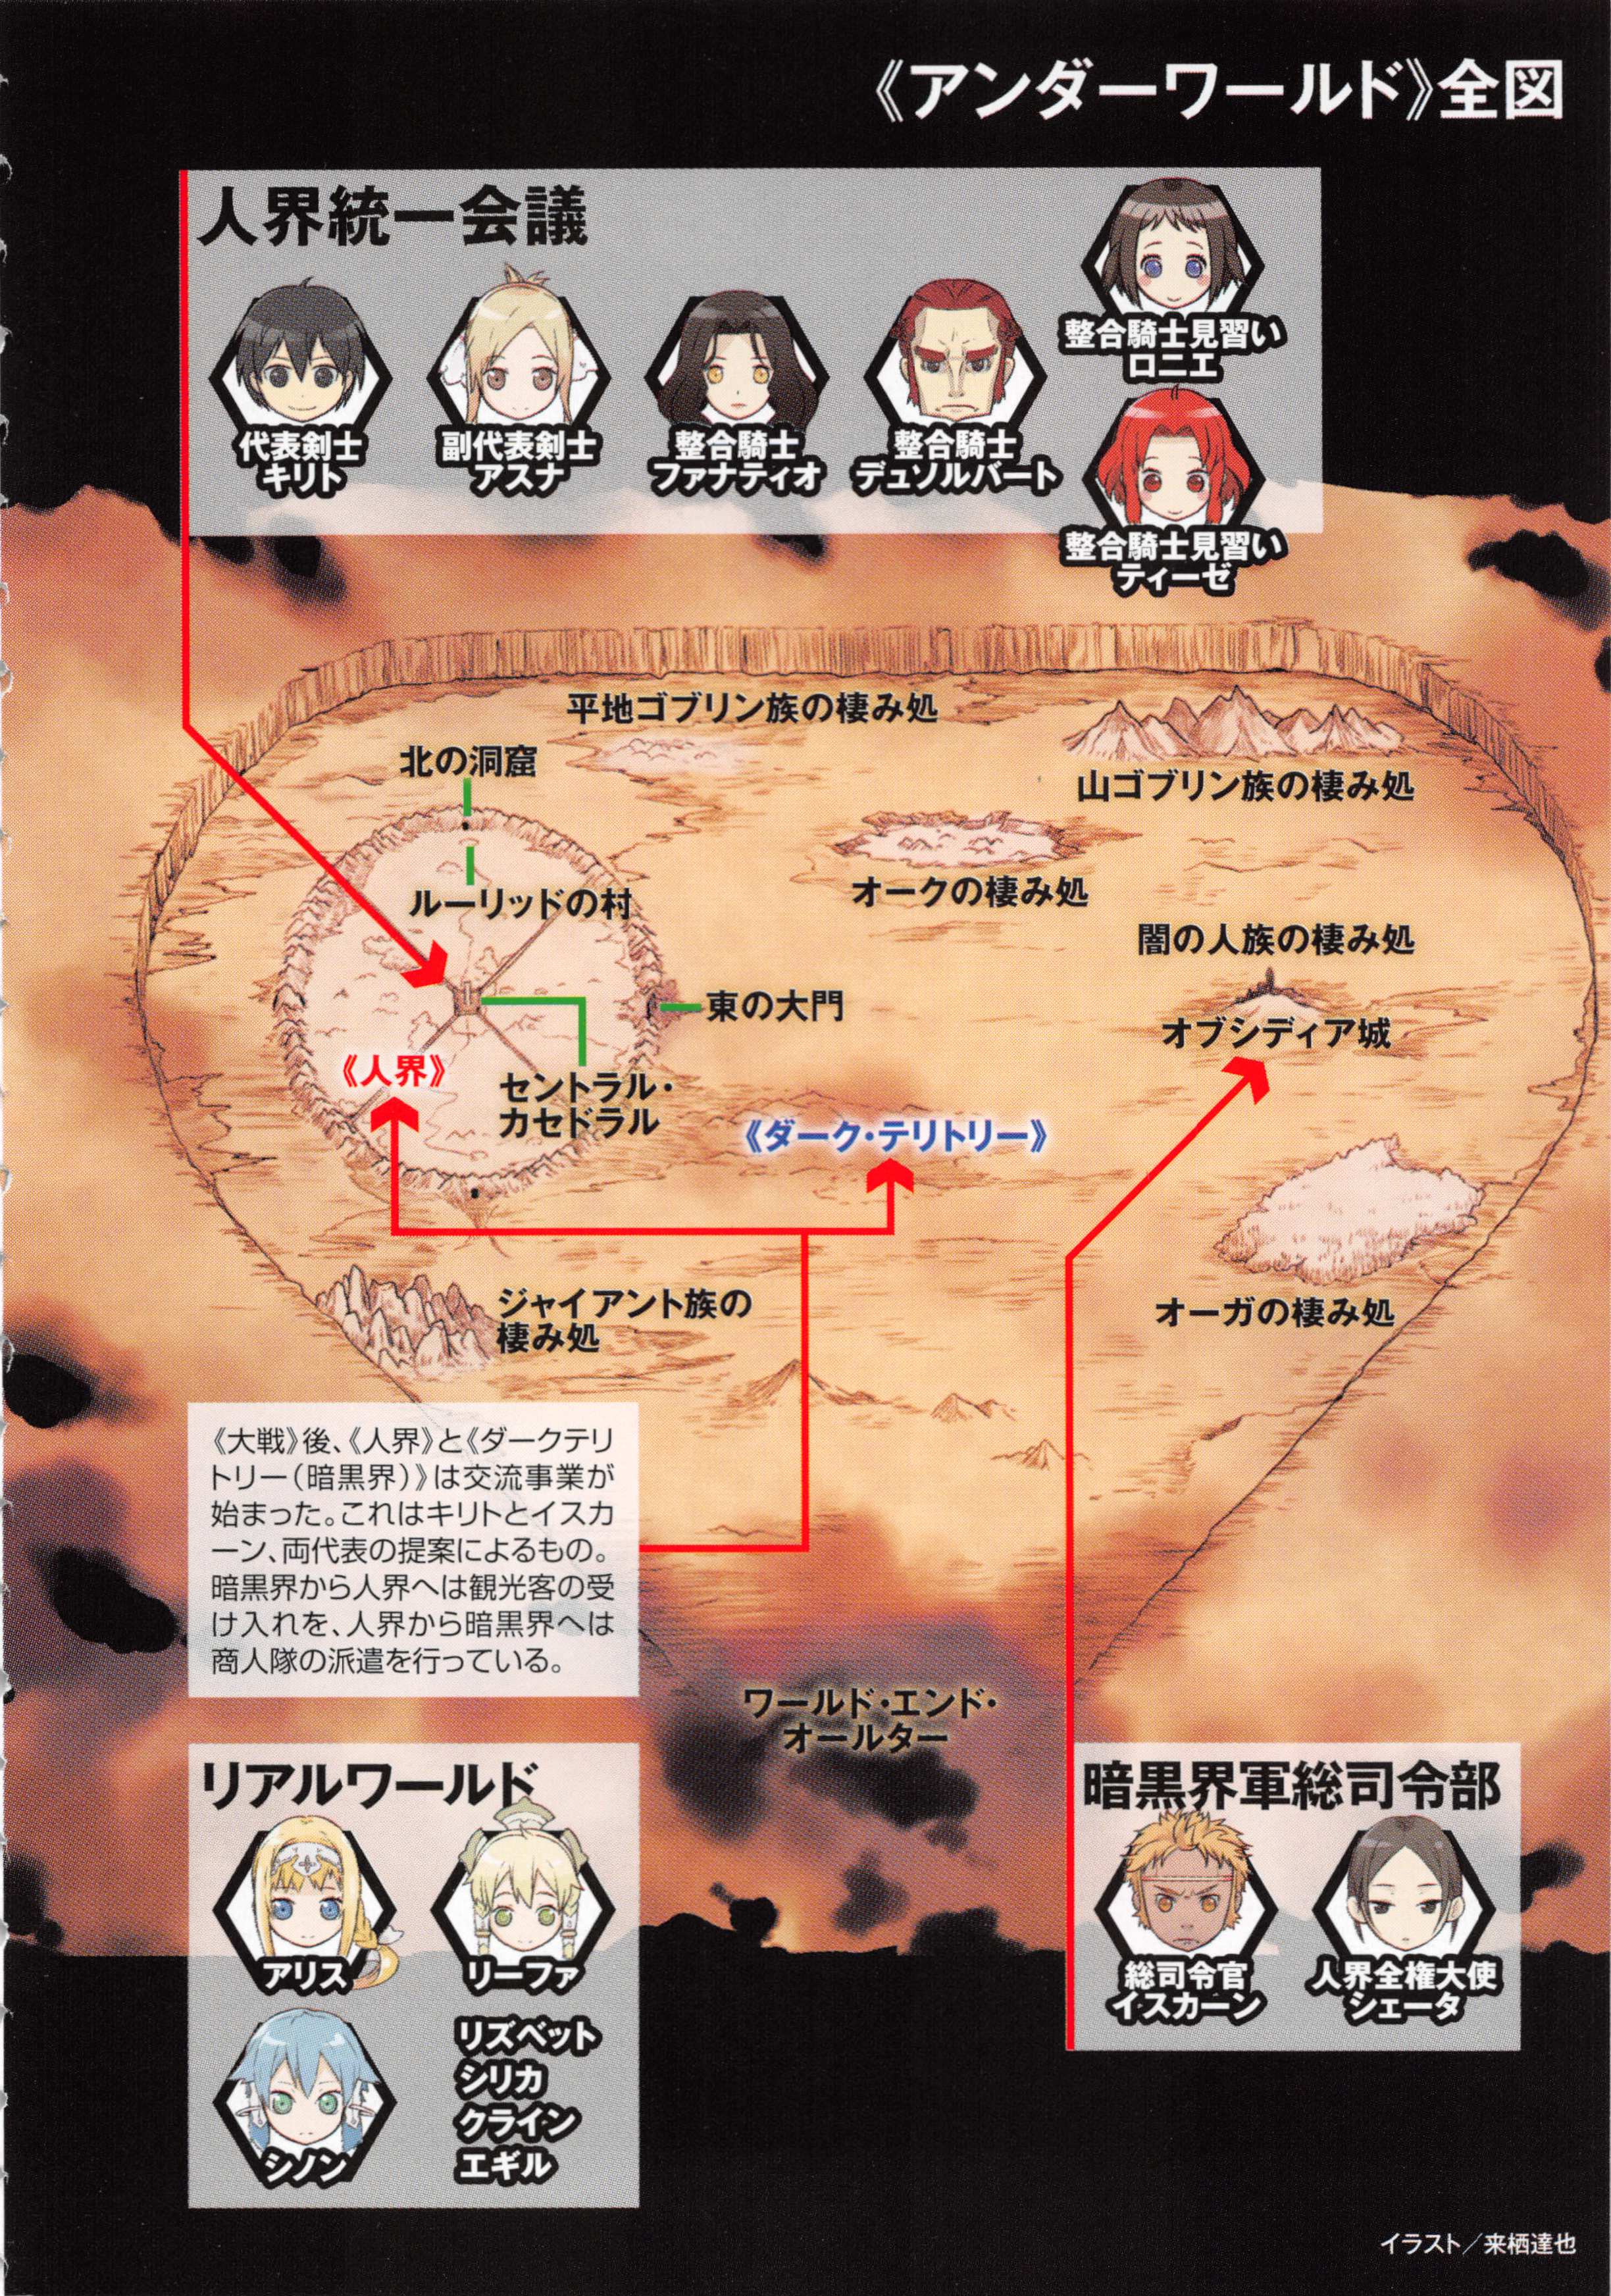 《アンダーワールド》全図
人界統一会議
代表剣士
キリト
副代表剣士
アスナ
整合騎士
ファナティオ
整合騎士
デュソルバート
整合騎士見習い
ロニエ
整合騎士見習い
ティーゼ
平地ゴブリン族の棲み処
北の洞窟
山ゴブリン族の棲み処
ルーリッドの村
オークの棲み処
闇の人族の棲み処
東の大門
オブシディア城
《人界》
セントラル・
カセドラル
《ダーク・テリトリー》
ジャイアント族の
棲み処
オーガの棲み処
《大戦》後、《人界》と《ダークテリ
トリー(暗黒界)》は交流事業が
始まった。これはキリトとイスカ
ーン、両代表の提案によるもの。
暗黒界から人界へは観光客の受
け入れを、人界から暗黒界へは
商人隊の派遣を行っている。
ワールド・エンド・
オールター
リアルワールド
アリス
リーファ
シノン
リズベット
シリカ
クライン
エギル
暗黒界軍総司令部
総司令官
イスカーン
人界全権大使
シェータ
イラスト/来栖達也